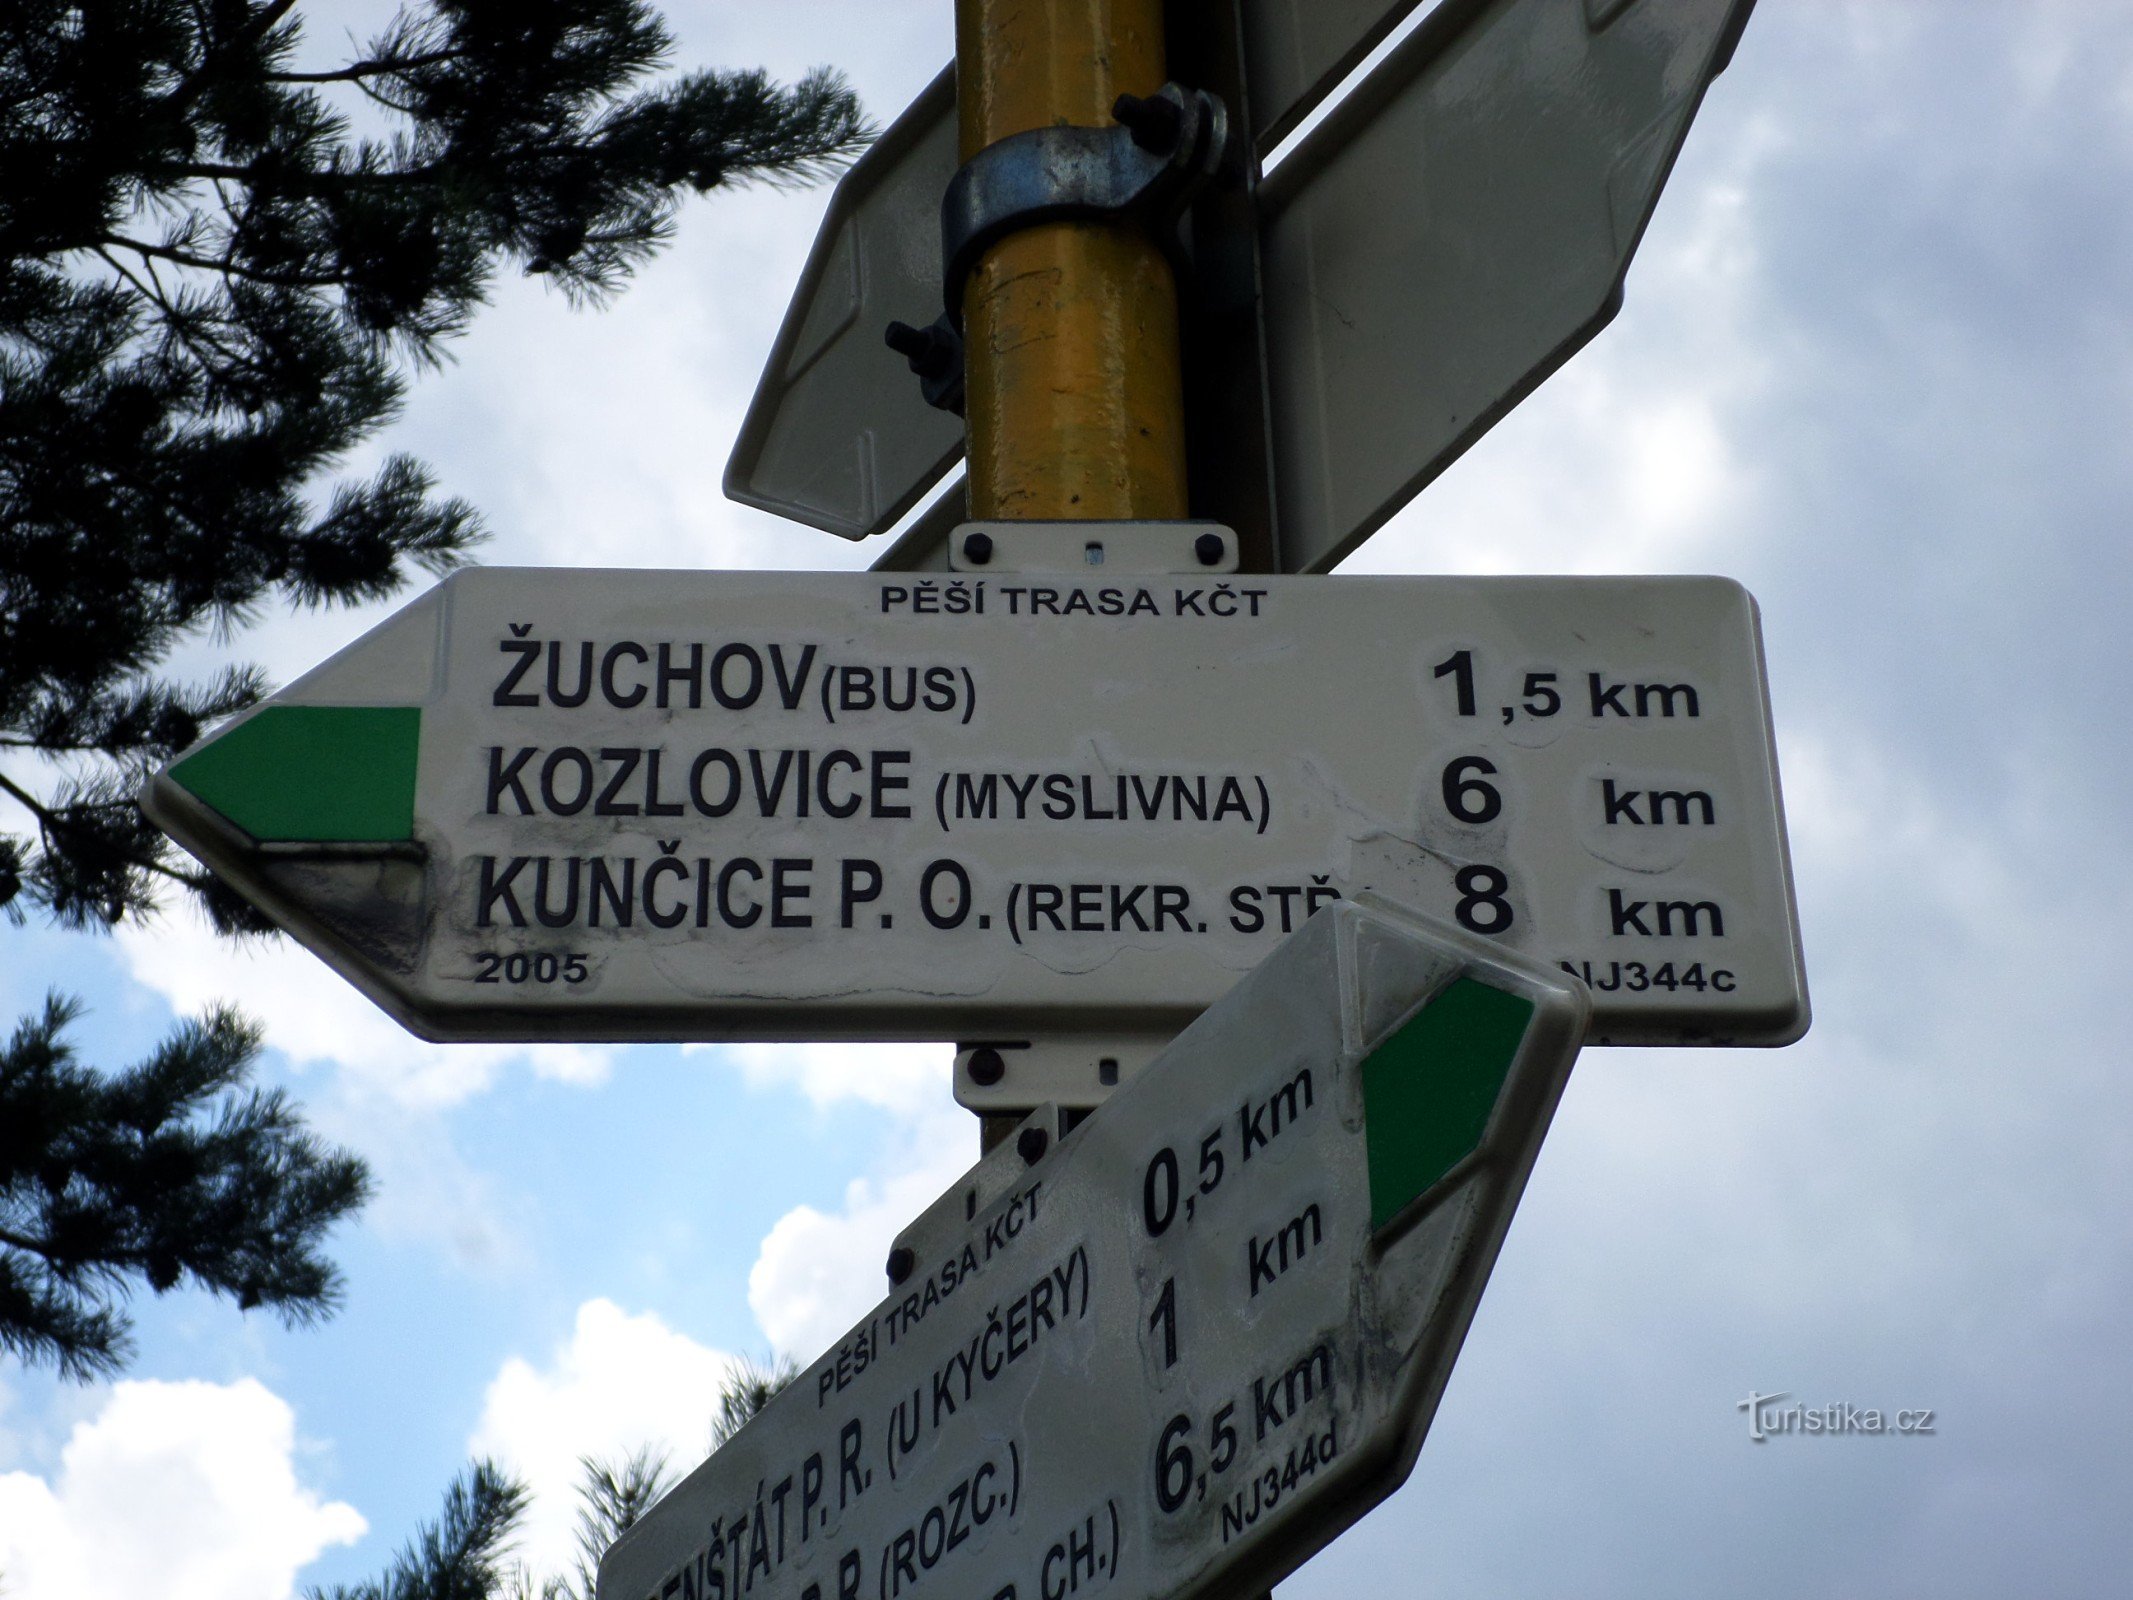 PĚŠÍ TRASA KČT
ŽUCHOV (BUS) 1,5 km
KOZLOVICE (MYSLIVNA) 6 km
KUNČICE P. O. (REKR. STŘ 8 km
2005 NJ344c
PĚŠÍ TRASA KČT
P. R. (U KYČERY) 0,5 km
(ROZC.) 1 km
CH.) 6,5 km
NJ344d
Turistika.cz